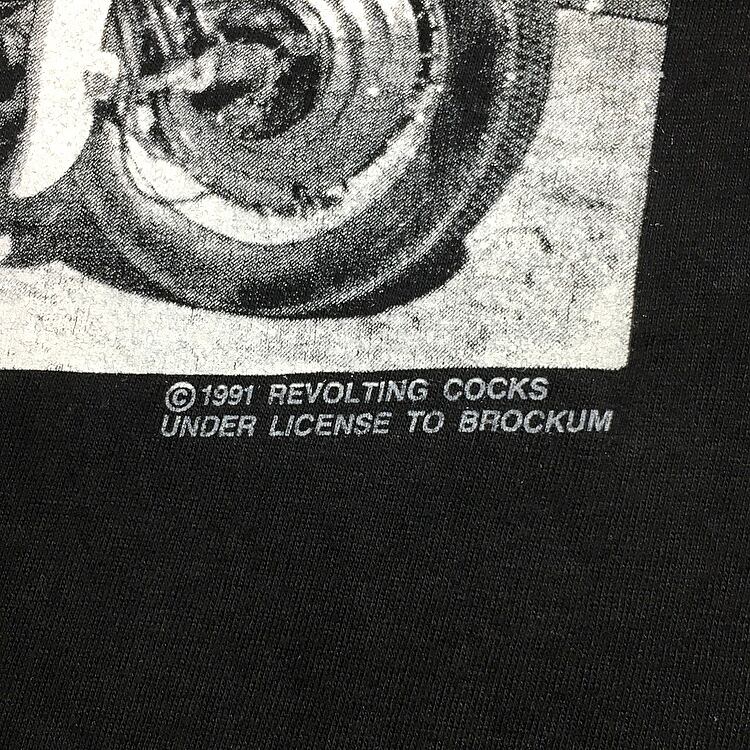 ©1991 REVOLTING COCKS
UNDER LICENSE TO BROCKUM